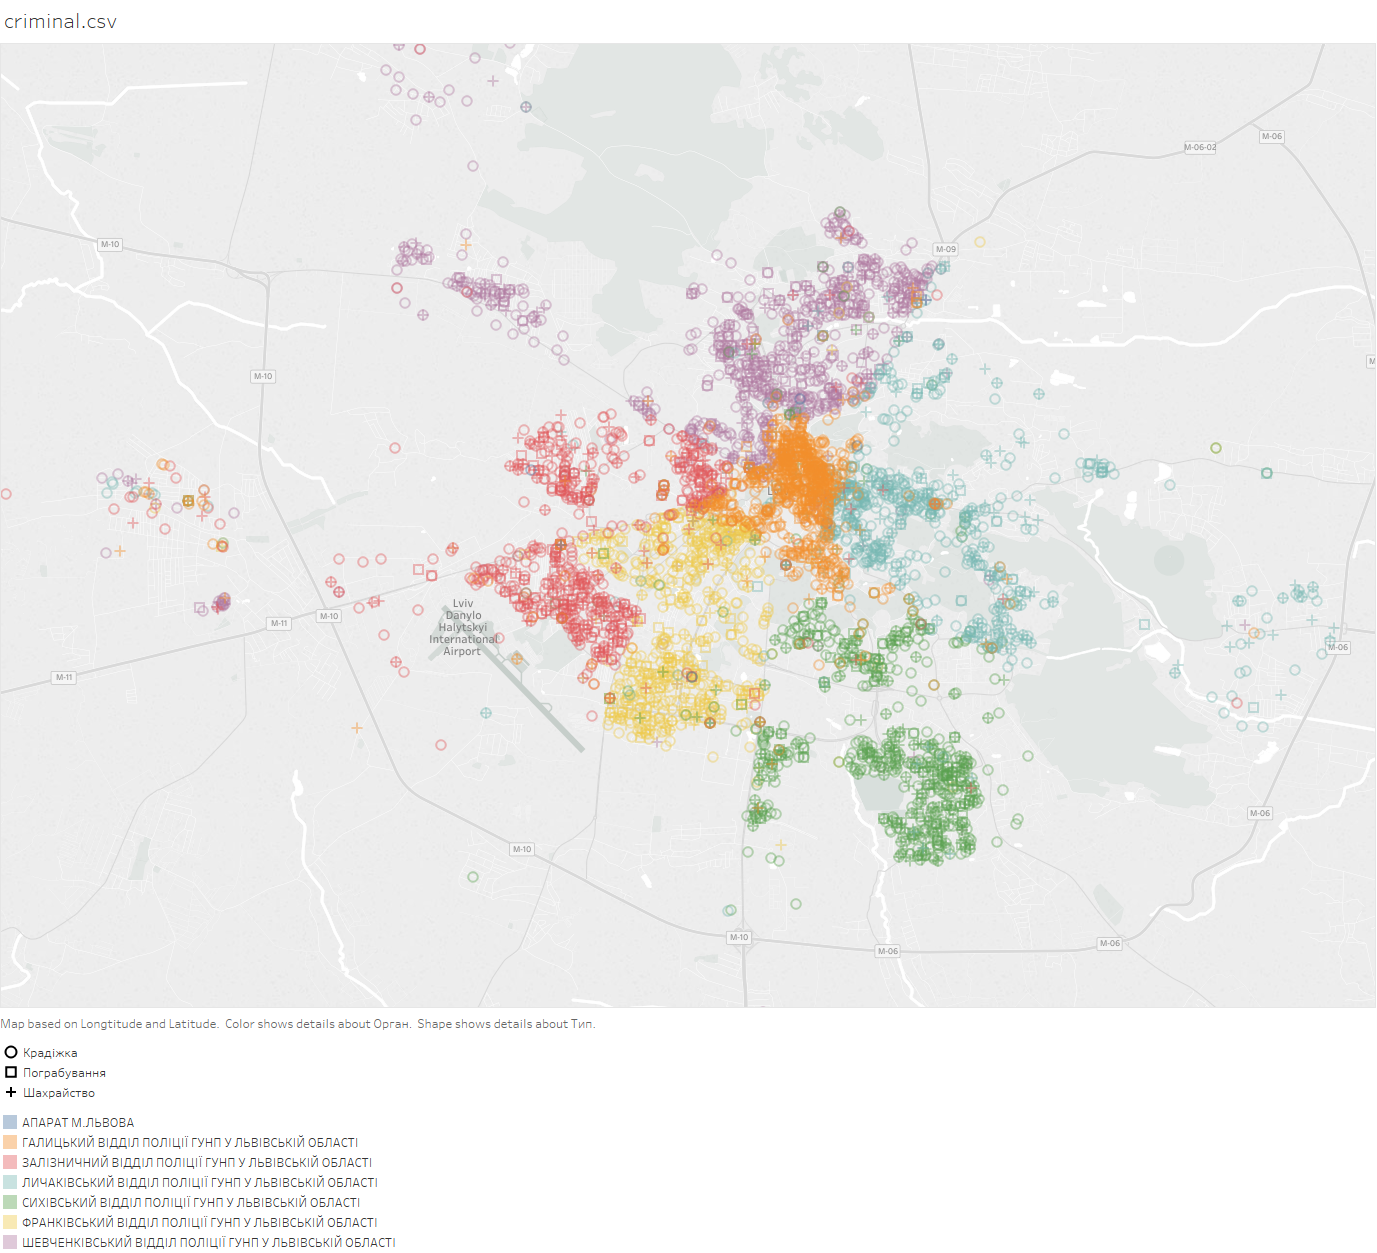 criminal.csv
M-06
M-06-02
M-10
M-09
M-10
Lviv
Danylo
Halytskyi
International
Airport
M-10
M-11
M-06
M-11
M-06
M-10
M-10
M-06
M-06
Map based on Longtitude and Latitude. Color shows details about Орган. Shape shows details about Тип.
Крадіжка
Пограбування
Шахрайство
АПАРАТ М.ЛЬВОВА
ГАЛИЦЬКИЙ ВІДДІЛ ПОЛІЦІЇ ГУНП У ЛЬВІВСЬКІЙ ОБЛАСТІ
ЗАЛІЗНИЧНИЙ ВІДДІЛ ПОЛІЦІЇ ГУНП У ЛЬВІВСЬКІЙ ОБЛАСТІ
ЛИЧАКІВСЬКИЙ ВІДДІЛ ПОЛІЦІЇ ГУНП У ЛЬВІВСЬКІЙ ОБЛАСТІ
СИХІВСЬКИЙ ВІДДІЛ ПОЛІЦІЇ ГУНП У ЛЬВІВСЬКІЙ ОБЛАСТІ
ФРАНКІВСЬКИЙ ВІДДІЛ ПОЛІЦІЇ ГУНП У ЛЬВІВСЬКІЙ ОБЛАСТІ
ШЕВЧЕНКІВСЬКИЙ ВІДДІЛ ПОЛІЦІЇ ГУНП У ЛЬВІВСЬКІЙ ОБЛАСТІ